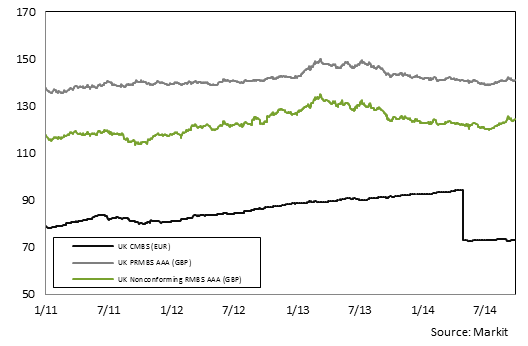 170
150
130
110
90
70
50
UK CMBS (EUR)
UK PRMBS AAA (GBP)
UK Nonconforming RMBS AAA (GBP)
1/11 7/11 1/12 7/12 1/13 7/13 1/14 7/14
Source: Markit